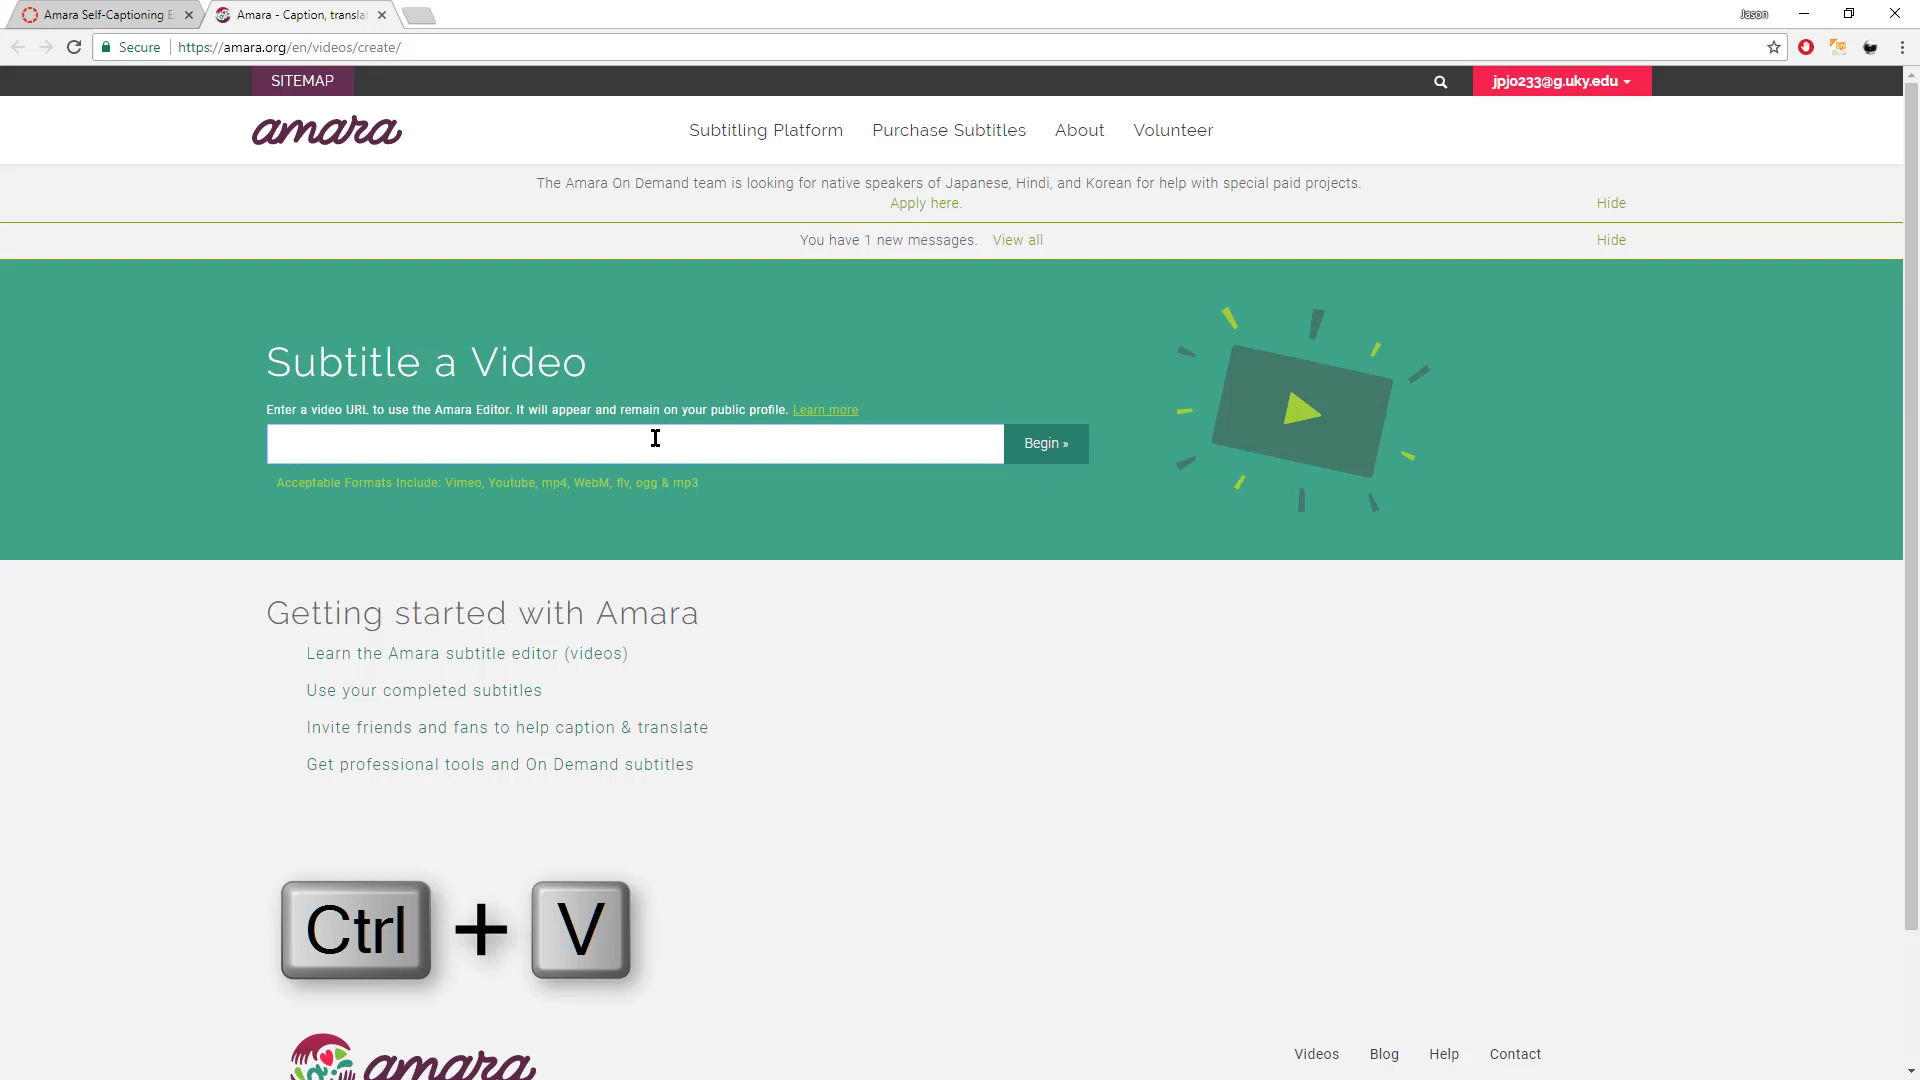 Amara Self-Captioning E
Amara - Caption, transla
Jason
Secure
https://amara.org/en/videos/create/
SITEMAP
jpjo233@g.uky.edu
amara
Subtitling Platform
Purchase Subtitles
About
Volunteer
The Amara On Demand team is looking for native speakers of Japanese, Hindi, and Korean for help with special paid projects.
Apply here.
Hide
You have 1 new messages. View all
Hide
Subtitle a Video
Enter a video URL to use the Amara Editor. It will appear and remain on your public profile. Learn more
Begin »
Acceptable Formats Include: Vimeo, Youtube, mp4, WebM, flv, ogg & mp3
Getting started with Amara
Learn the Amara subtitle editor (videos)
Use your completed subtitles
Invite friends and fans to help caption & translate
Get professional tools and On Demand subtitles
Ctrl + V
amara
Videos
Blog
Help
Contact